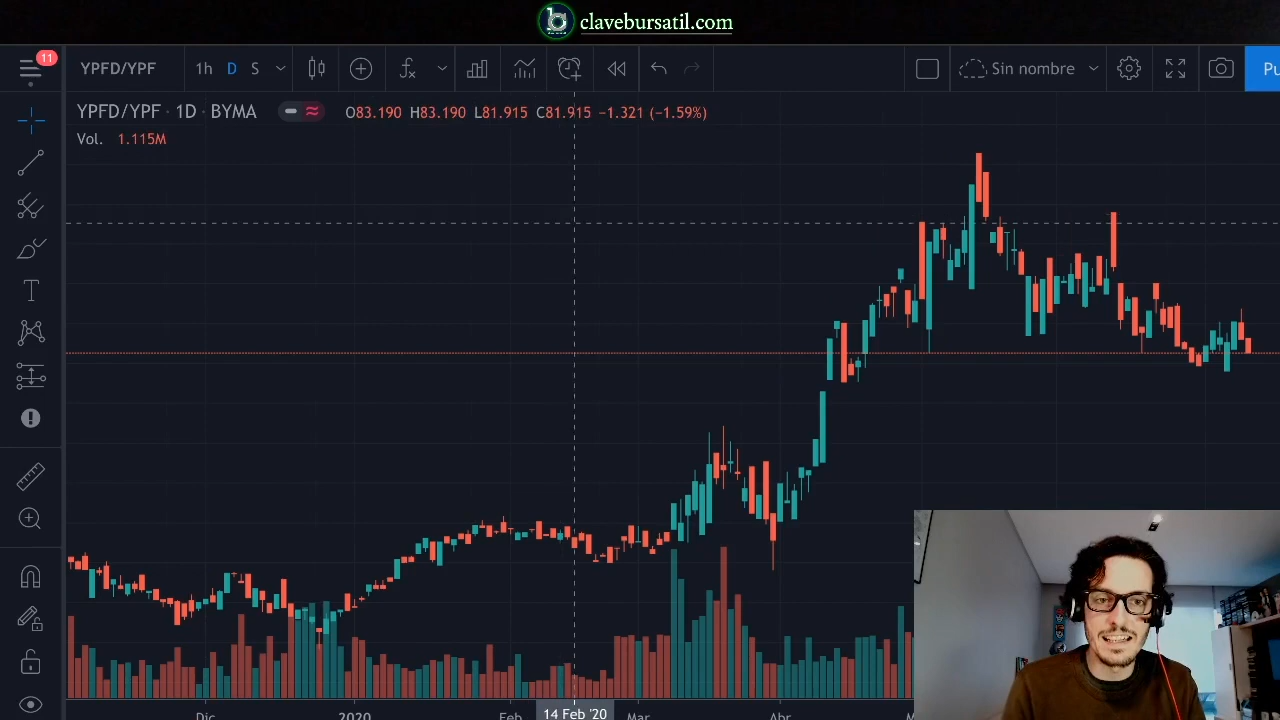 clavebursatil.com
11
YPFD/YPF
1h
D
S
Sin nombre
YPFD/YPF · 1D · BYMA
O83.190 H83.190 L81.915 C81.915 −1.321 (−1.59%)
Vol. 1.115M
Dic
2020
Feb
14 Feb '20
Mar
Abr